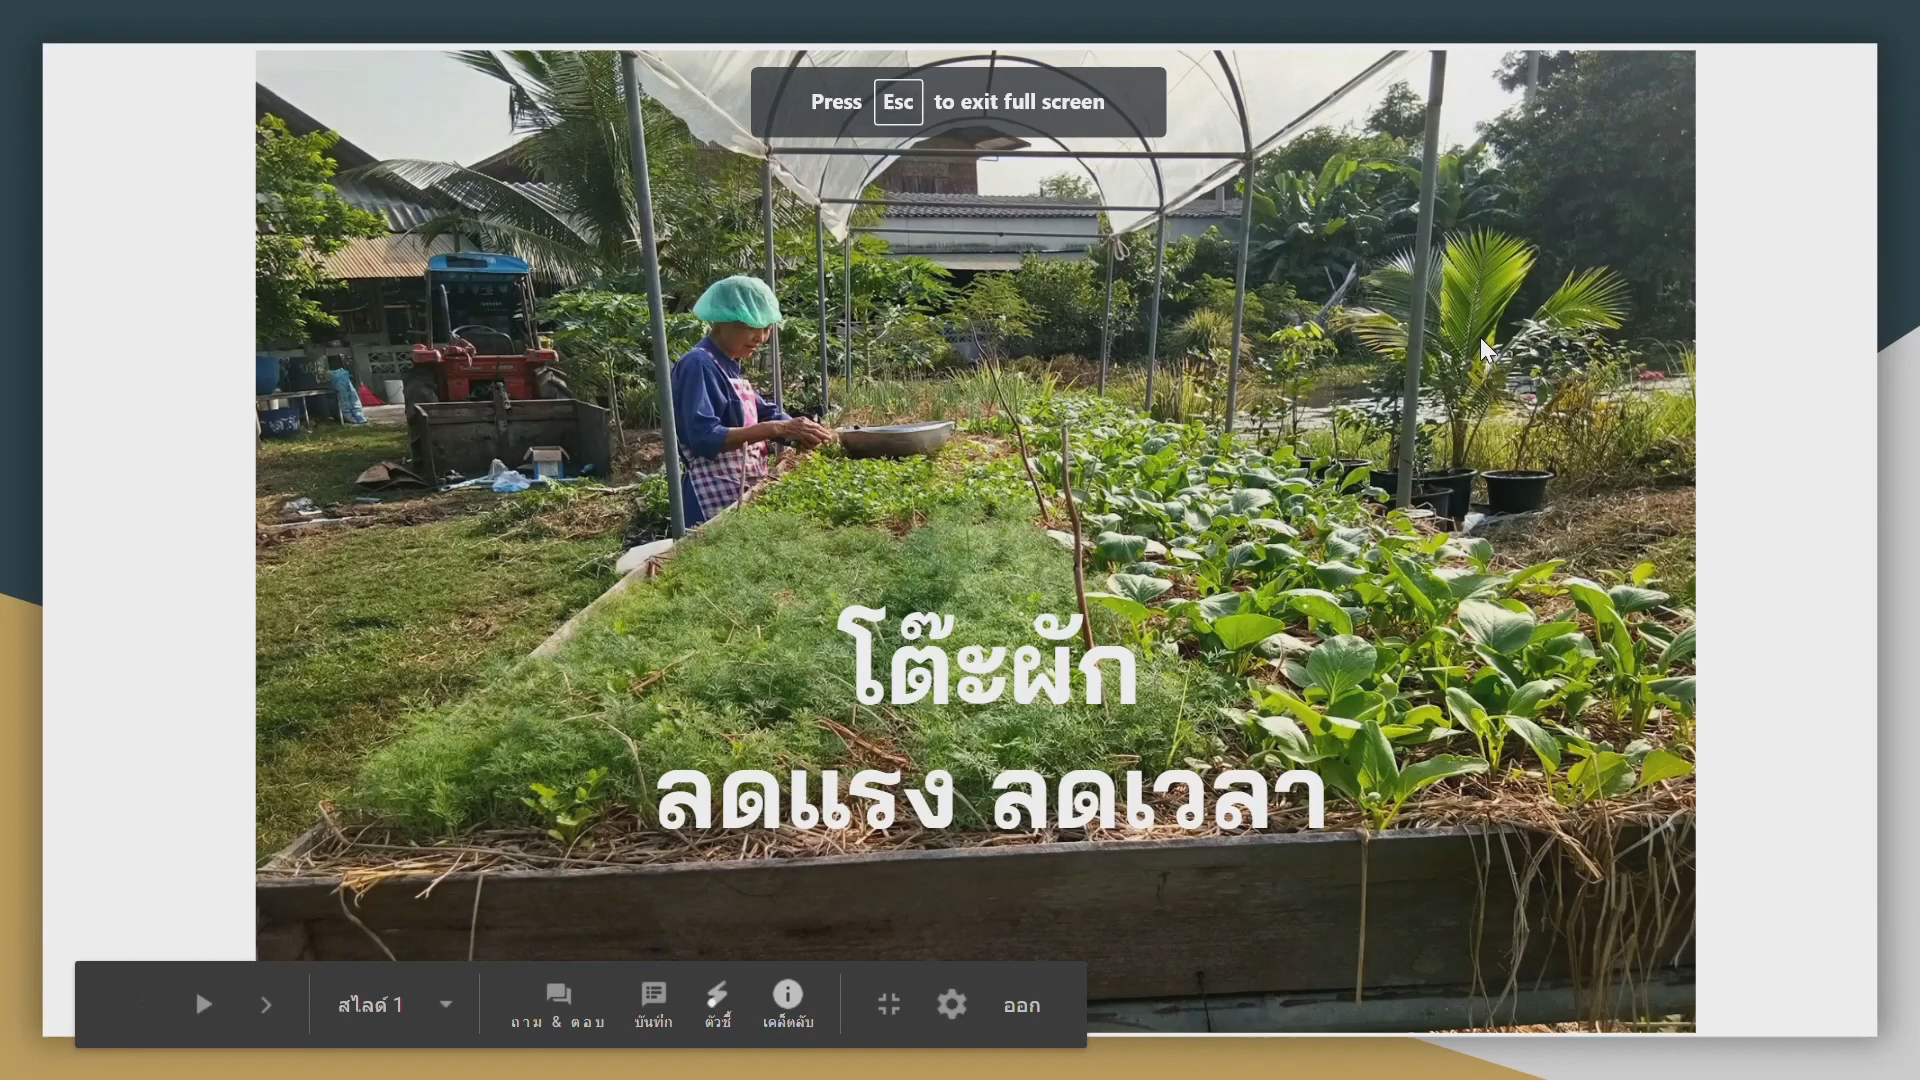 Press Esc to exit full screen
โต๊ะผัก
ลดแรง ลดเวลา
สไลด์ 1
ถาม & ตอบ
บันทึก
ตัวชี้
เคล็ดลับ
ออก